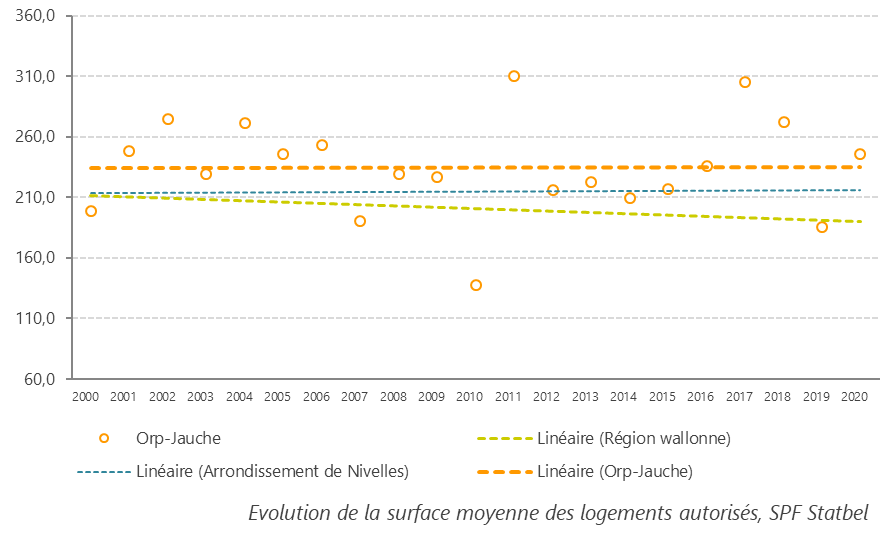 360,0
310,0
260,0
210,0
160,0
110,0
60,0
2000 2001 2002 2003 2004 2005 2006 2007 2008 2009 2010 2011 2012 2013 2014 2015 2016 2017 2018 2019 2020
Orp-Jauche Linéaire (Région wallonne)
Linéaire (Arrondissement de Nivelles) Linéaire (Orp-Jauche)
Evolution de la surface moyenne des logements autorisés, SPF Statbel